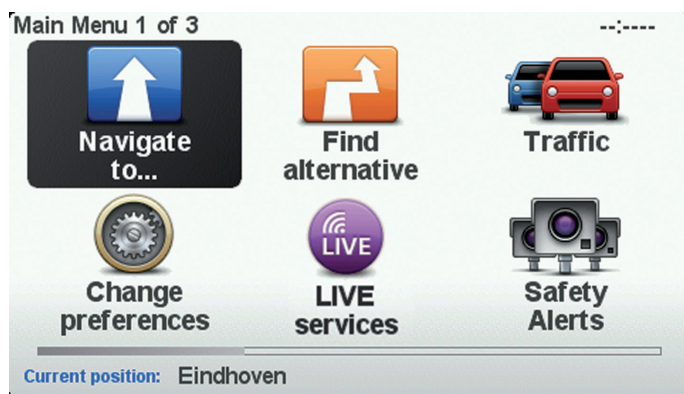 Main Menu 1 of 3
--:----
Navigate
to...
Find
alternative
Traffic
Change
preferences
LIVE
LIVE
services
Safety
Alerts
Current position: Eindhoven